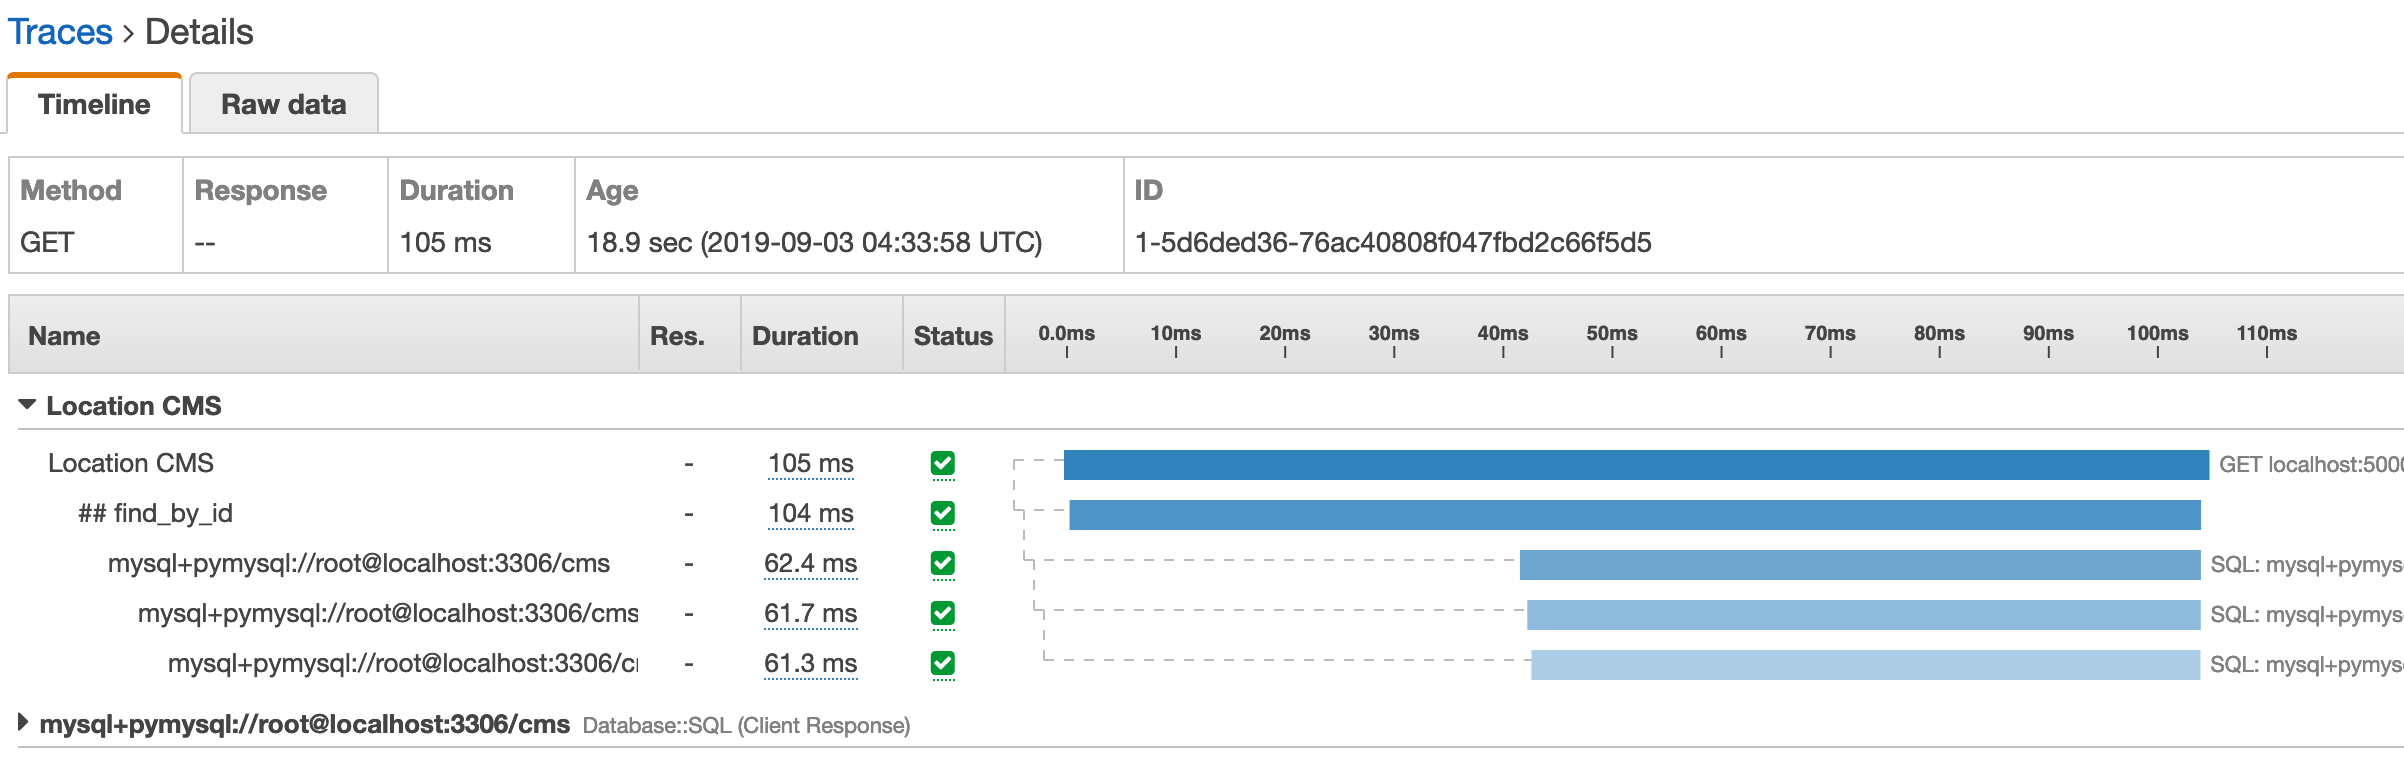 Traces > Details
Timeline Raw data
Method Response Duration Age ID
GET -- 105 ms 18.9 sec (2019-09-03 04:33:58 UTC) 1-5d6ded36-76ac40808f047fbd2c66f5d5
Name Res. Duration Status 0.0ms 10ms 20ms 30ms 40ms 50ms 60ms 70ms 80ms 90ms 100ms 110ms
Location CMS
Location CMS - 105 ms GET localhost:500
## find_by_id - 104 ms
mysql+pymysql://root@localhost:3306/cms - 62.4 ms SQL: mysql+pymys
mysql+pymysql://root@localhost:3306/cms - 61.7 ms SQL: mysql+pymys
mysql+pymysql://root@localhost:3306/c - 61.3 ms SQL: mysql+pymys
mysql+pymysql://root@localhost:3306/cms Database::SQL (Client Response)